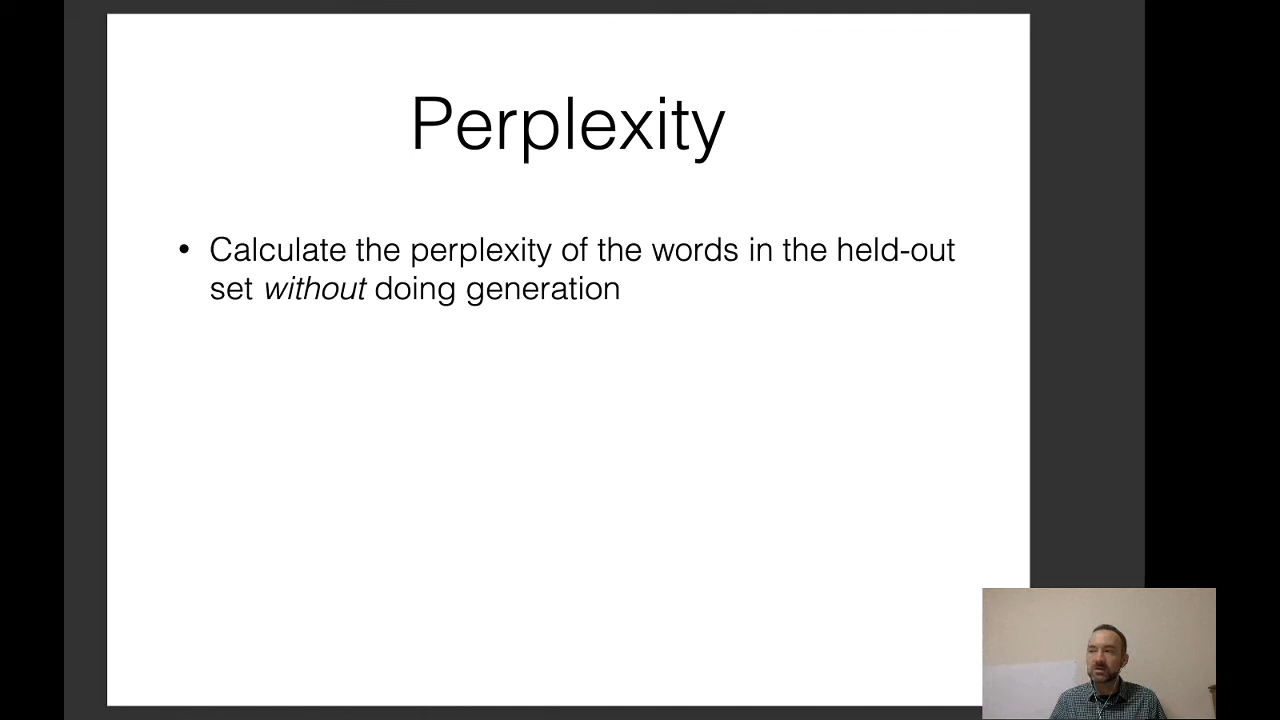 Perplexity
• Calculate the perplexity of the words in the held-out
set without doing generation